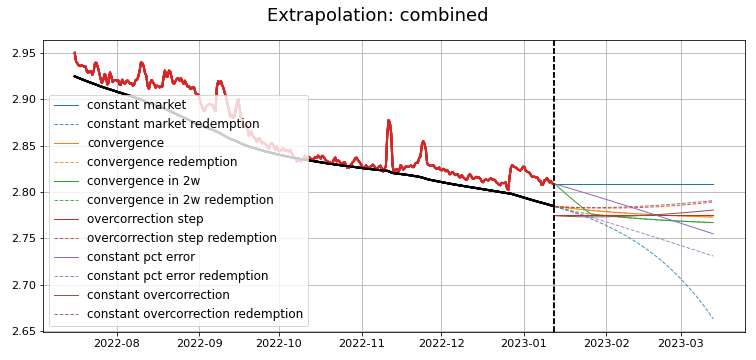 Extrapolation: combined
2.95
2.90
2.85
2.80
2.75
2.70
2.65
constant market
constant market redemption
convergence
convergence redemption
convergence in 2w
convergence in 2w redemption
overcorrection step
overcorrection step redemption
constant pct error
constant pct error redemption
constant overcorrection
constant overcorrection redemption
2022-08 2022-09 2022-10 2022-11 2022-12 2023-01 2023-02 2023-03